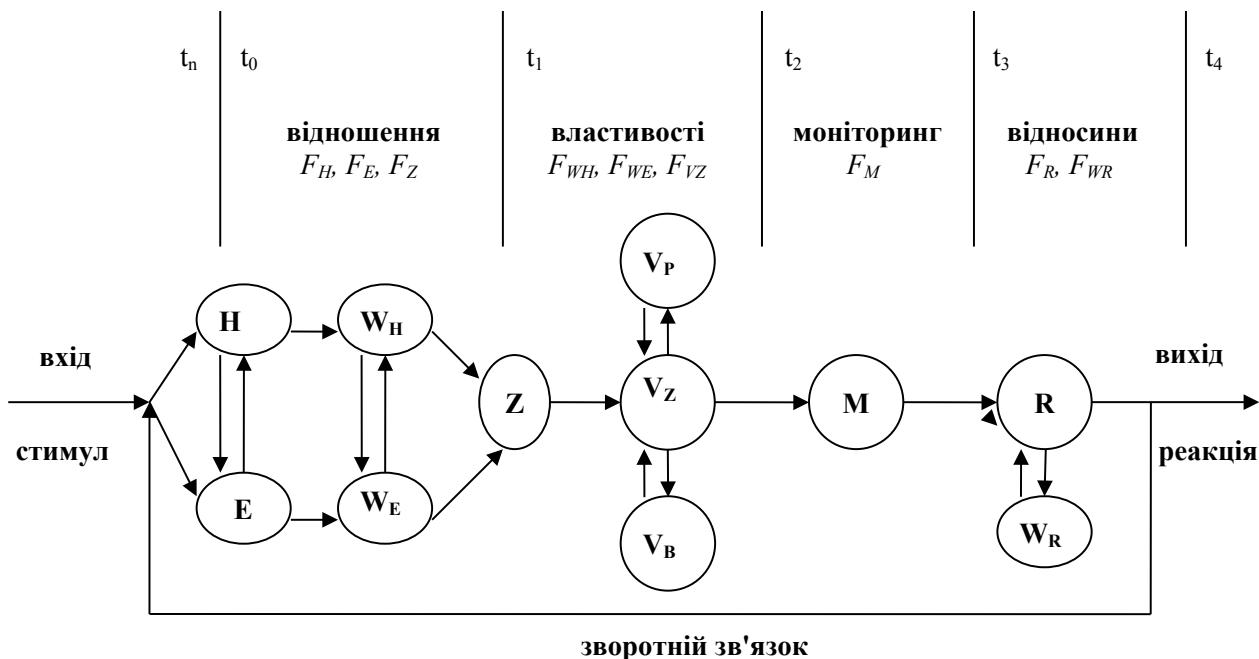 tn t0 t1 t2 t3 t4
відношення властивості моніторинг відносини
FH, FE, FZ FWH, FWE, FVZ FM FR, FWR
VP
H WH
вхід вихід
Z VZ M R
стимул реакція
E WE VB WR
зворотній зв'язок